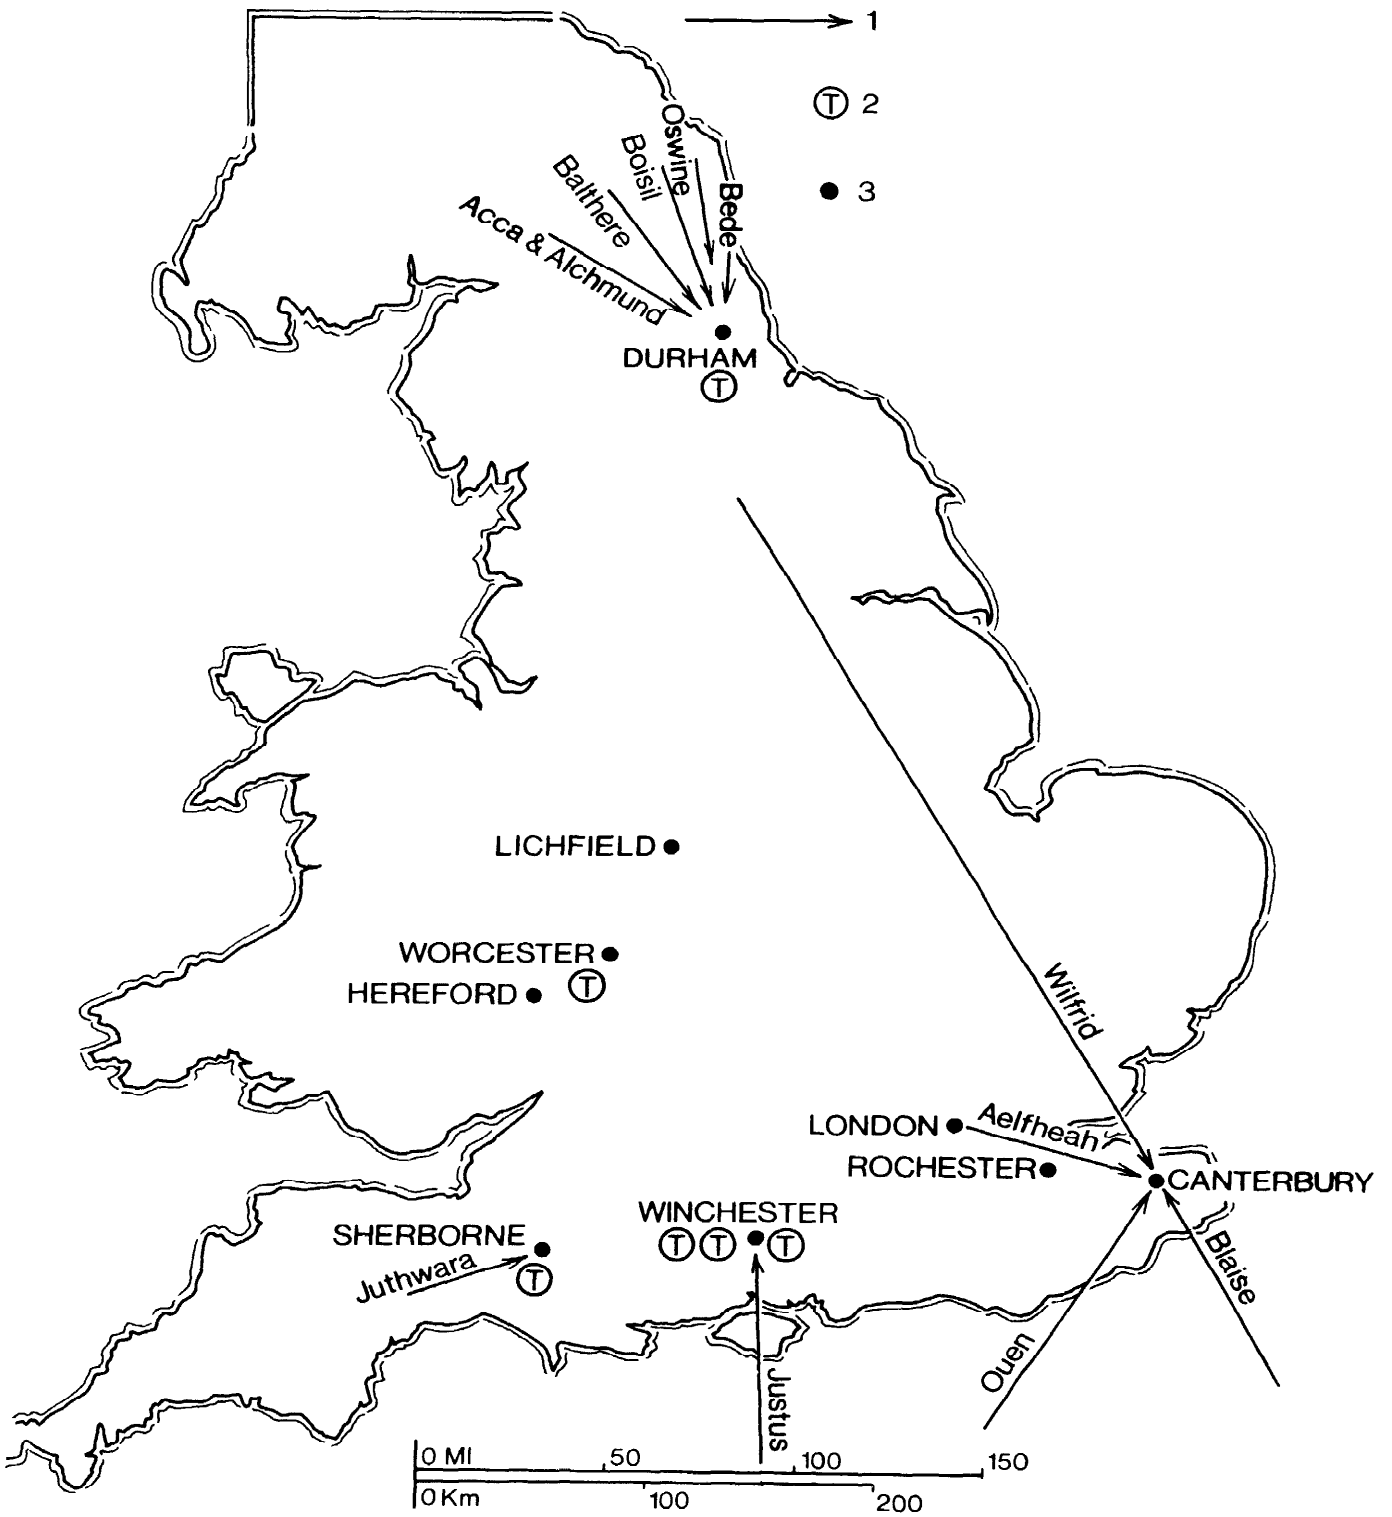 1
T 2
3
Oswine
Boisil
Balthere
Bede
Acca & Alchmund
DURHAM
T
LICHFIELD
WORCESTER
T
HEREFORD
Wilfrid
LONDON
Aelfheah
ROCHESTER
CANTERBURY
WINCHESTER
T T T
SHERBORNE
T
Juthwara
Blaise
Ouen
Justus
0 MI 50 100 150
0 Km 100 200